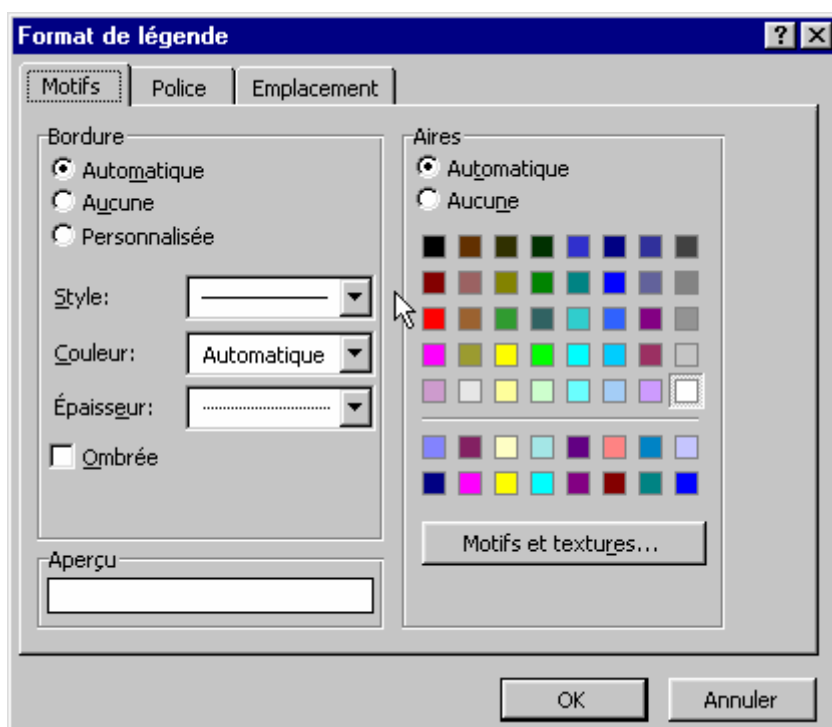 Format de légende
Motifs Police Emplacement
Bordure
Automatique
Aucune
Personnalisée
Style:
Couleur: Automatique
Épaisseur:
Ombrée
Aperçu
Aires
Automatique
Aucune
Motifs et textures...
OK Annuler